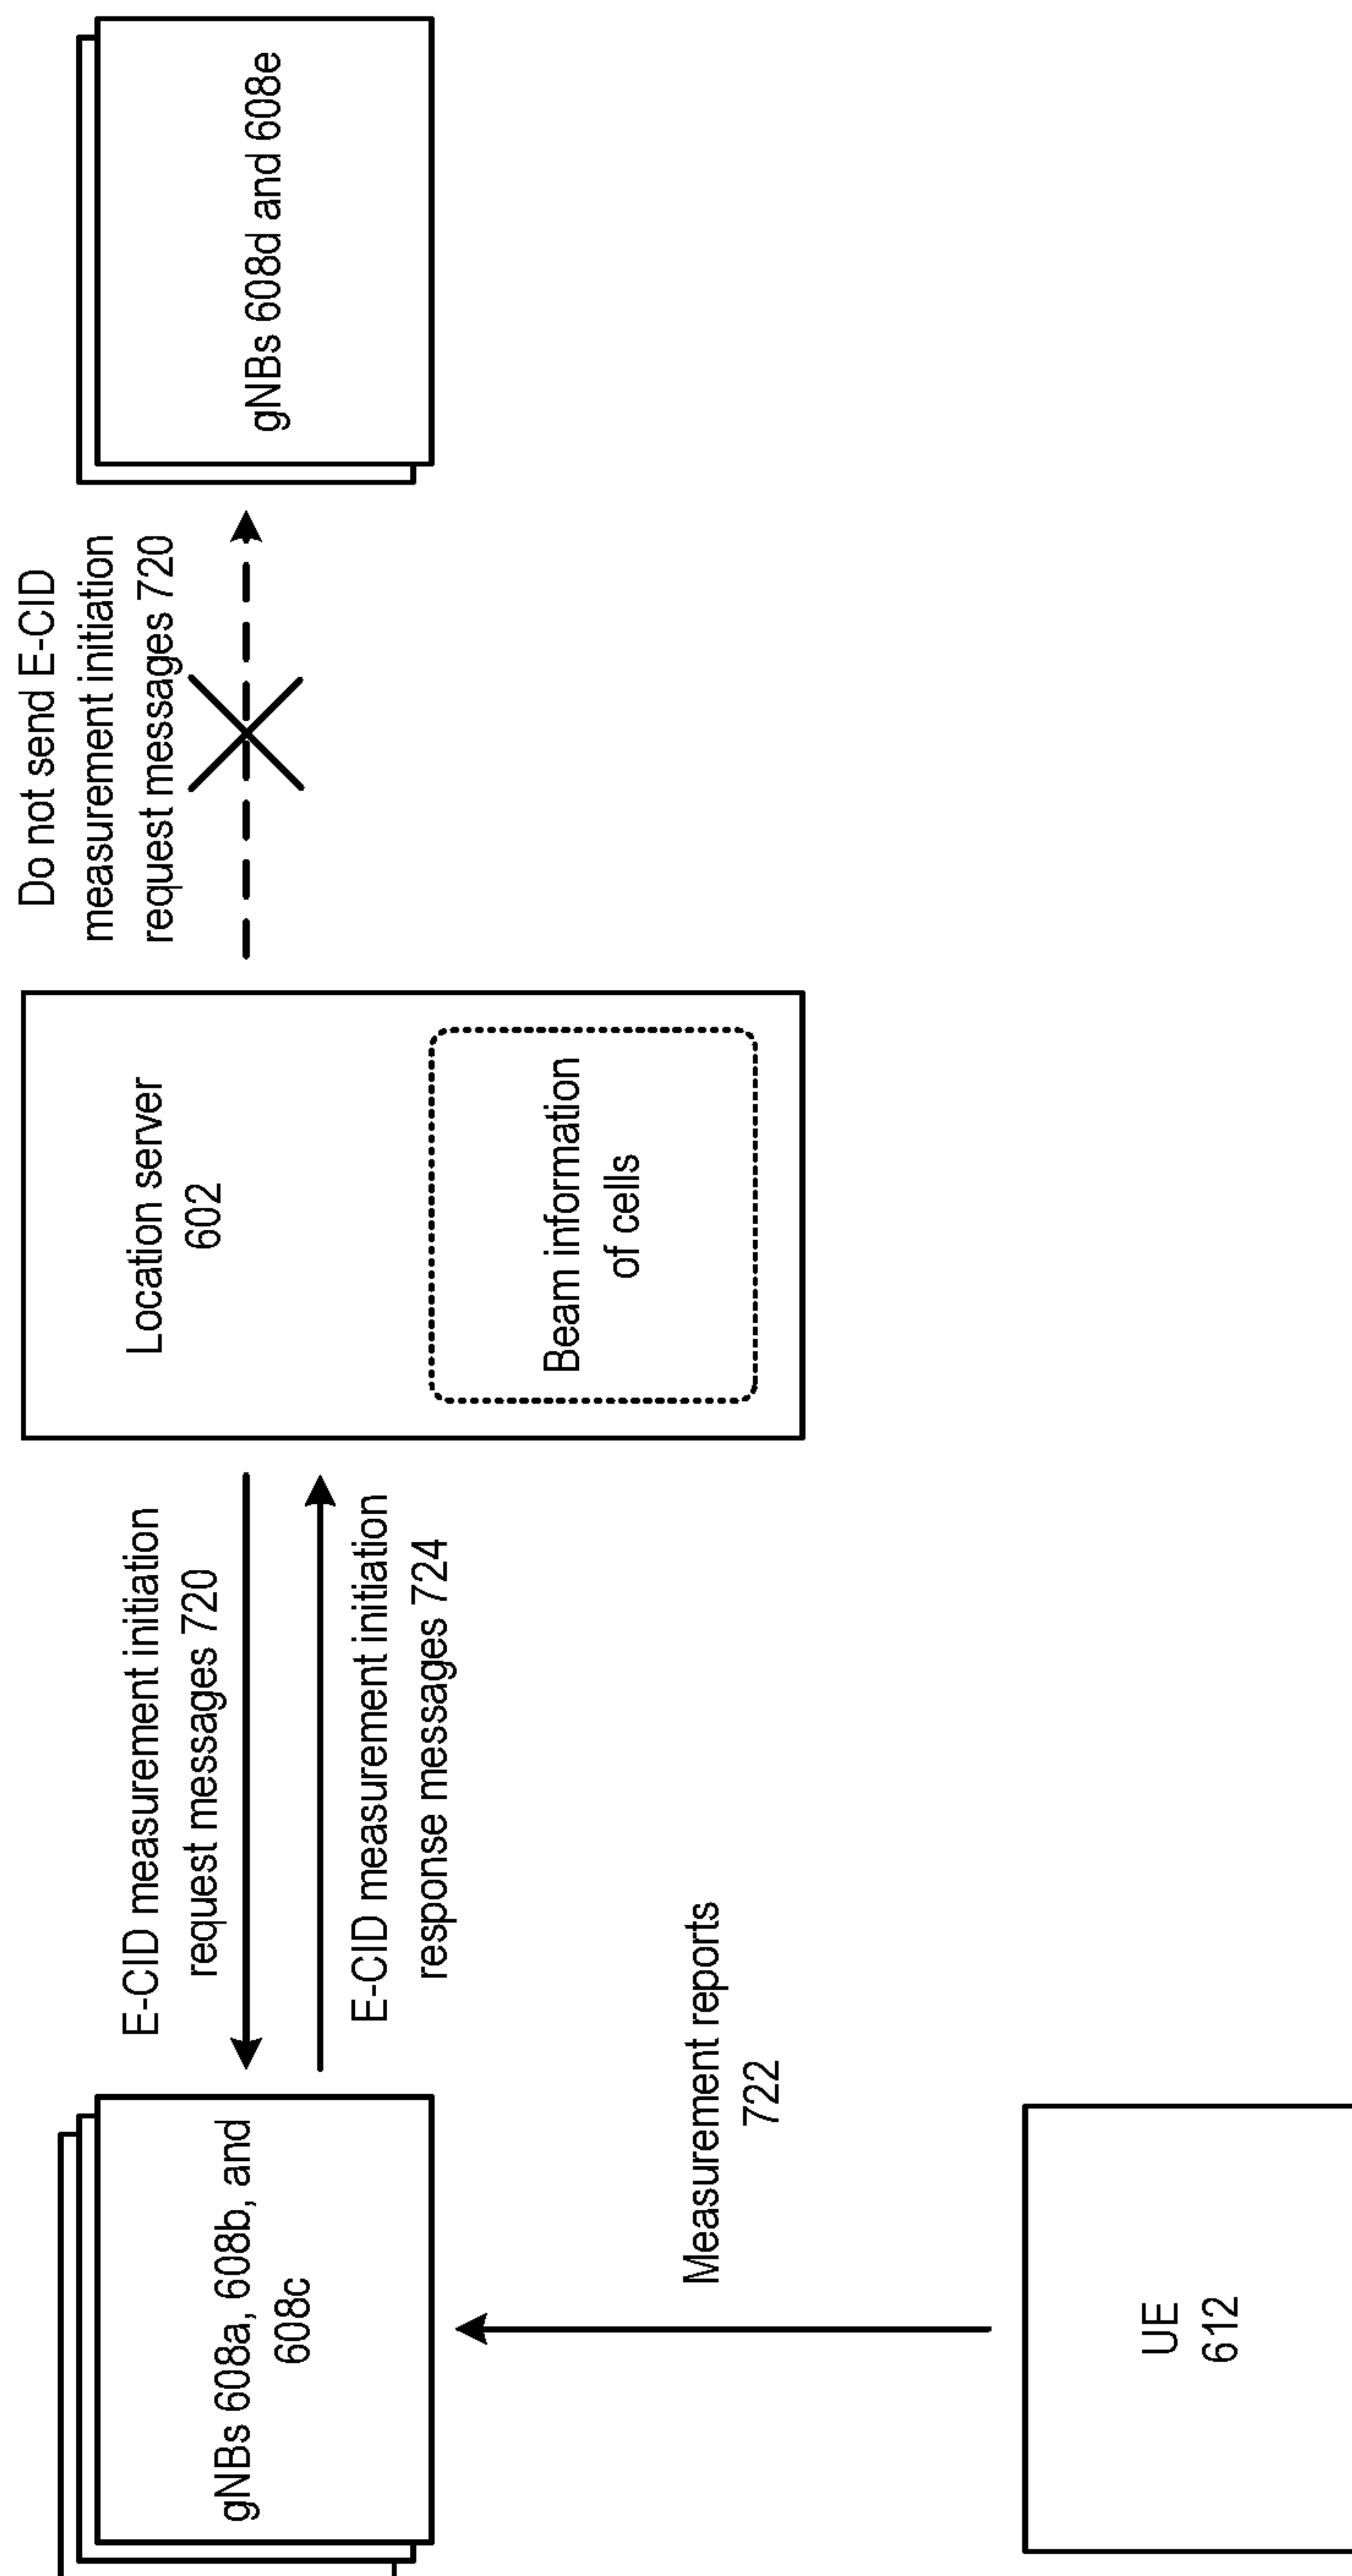 gNBs 608a, 608b, and
608c
E-CID measurement initiation
request messages 720
E-CID measurement initiation
response messages 724
Location server
602
Beam information
of cells
Do not send E-CID
measurement initiation
request messages 720
gNBs 608d and 608e
Measurement reports
722
UE
612